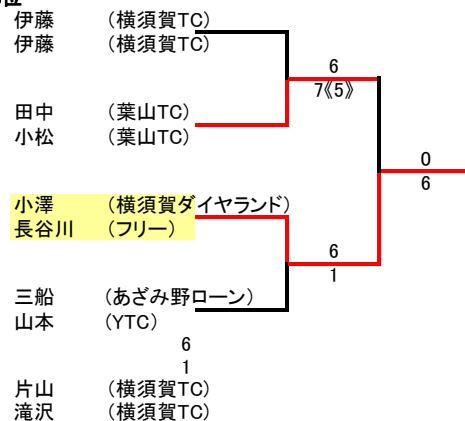 伊藤 (横須賀TC)
伊藤 (横須賀TC)
6
7《5》
田中 (葉山TC)
小松 (葉山TC)
0
6
小澤 (横須賀ダイヤランド)
長谷川 (フリー)
6
1
三船 (あざみ野ローン)
山本 (YTC)
6
1
片山 (横須賀TC)
滝沢 (横須賀TC)